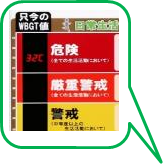 只今の
WBGT値
日常生活
32℃
危険
(全ての生活活動において)
厳重警戒
(全ての生活活動において)
警戒
(中等度以上の
生活活動において)